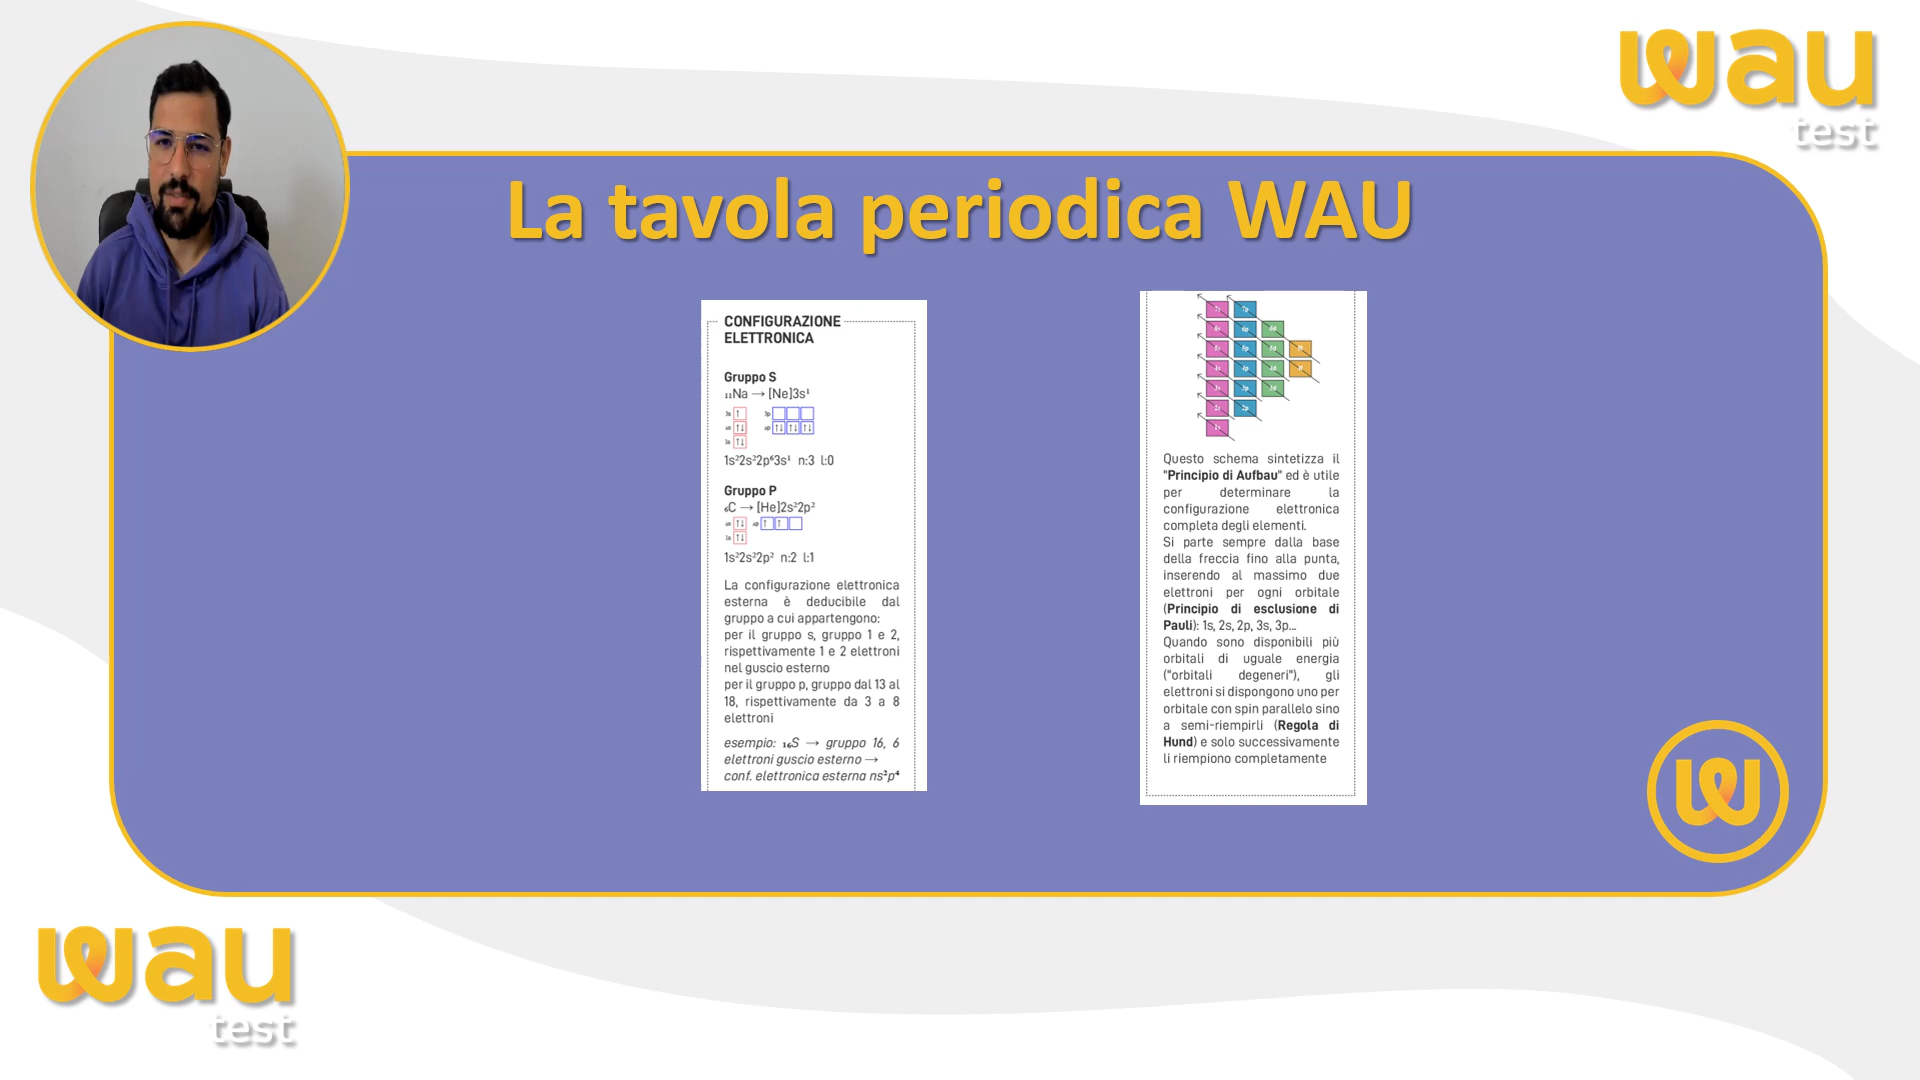 wau
test
La tavola periodica WAU
CONFIGURAZIONE
ELETTRONICA
Gruppo S
₁₁Na → [Ne]3s¹
1s²2s²2p⁶3s¹ n:3 l:0
Gruppo P
₆C → [He]2s²2p²
1s²2s²2p² n:2 l:1
La configurazione elettronica
esterna è deducibile dal
gruppo a cui appartengono:
per il gruppo s, gruppo 1 e 2,
rispettivamente 1 e 2 elettroni
nel guscio esterno
per il gruppo p, gruppo dal 13 al
18, rispettivamente da 3 a 8
elettroni
esempio: ₁₆S → gruppo 16, 6
elettroni guscio esterno →
conf. elettronica esterna ns²p⁴
Questo schema sintetizza il
"Principio di Aufbau" ed è utile
per determinare la
configurazione elettronica
completa degli elementi.
Si parte sempre dalla base
della freccia fino alla punta,
inserendo al massimo due
elettroni per ogni orbitale
(Principio di esclusione di
Pauli): 1s, 2s, 2p, 3s, 3p...
Quando sono disponibili più
orbitali di uguale energia
("orbitali degeneri"), gli
elettroni si dispongono uno per
orbitale con spin parallelo sino
a semi-riempirli (Regola di
Hund) e solo successivamente
li riempiono completamente
wau
test